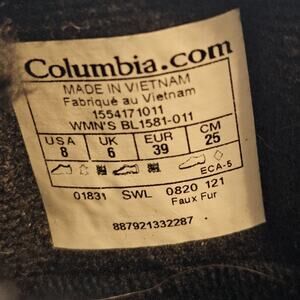 Columbia.com
MADE IN VIETNAM
Fabriqué au Vietnam
1554171011
WMN'S BL1581-011
USA UK EUR CM
8 6 39 25
ECA-5
01831 SWL 0820 121
Faux Fur
887921332287